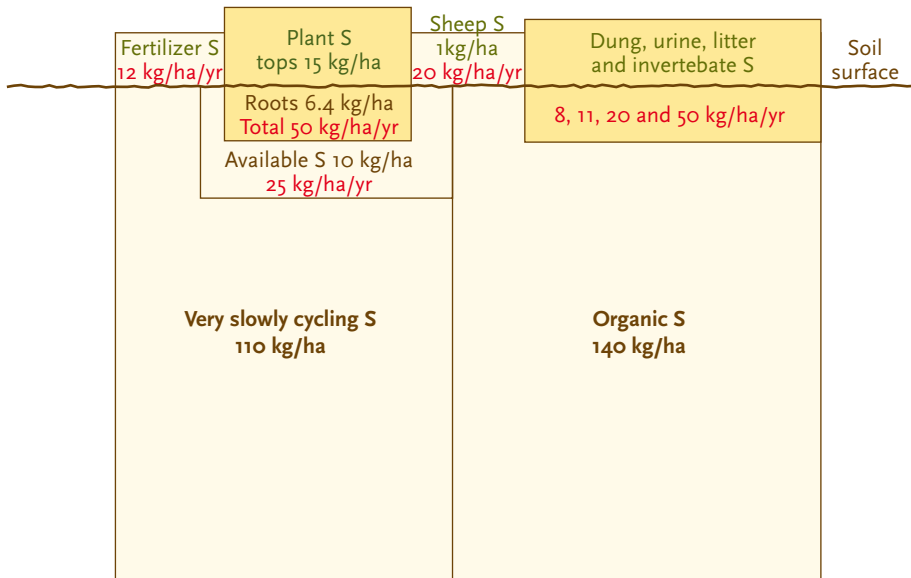 Fertilizer S
12 kg/ha/yr
Plant S
tops 15 kg/ha
Sheep S
1kg/ha
20 kg/ha/yr
Dung, urine, litter
and invertebate S
Soil
surface
Roots 6.4 kg/ha
Total 50 kg/ha/yr
8, 11, 20 and 50 kg/ha/yr
Available S 10 kg/ha
25 kg/ha/yr
Very slowly cycling S
110 kg/ha
Organic S
140 kg/ha